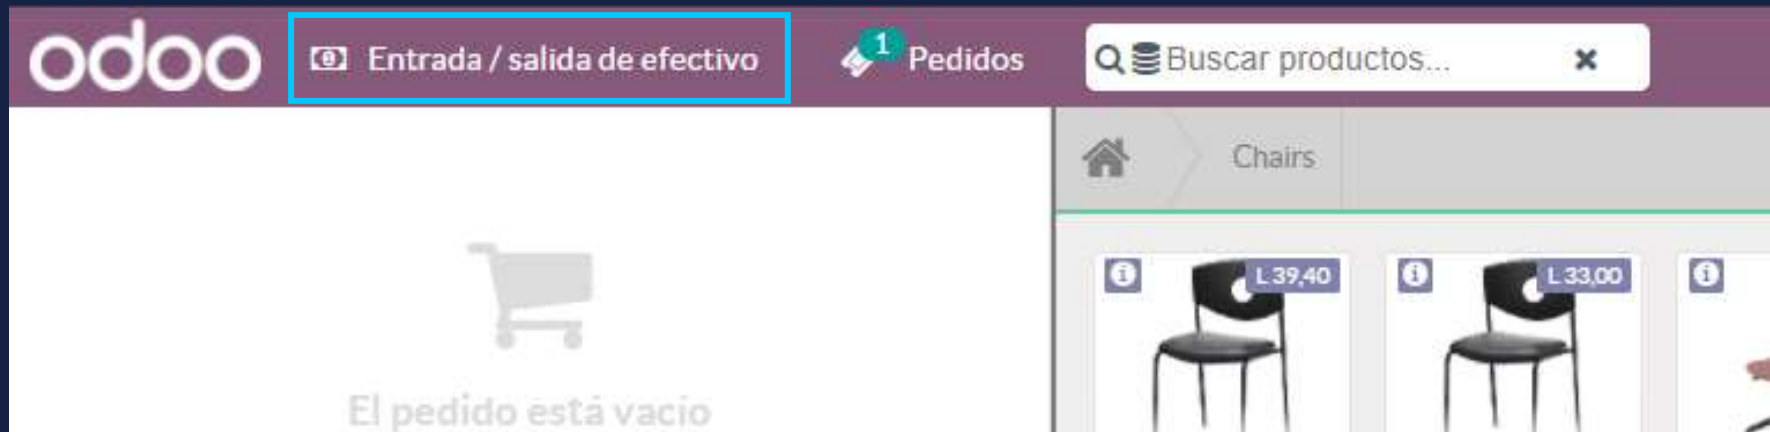 odoo Entrada / salida de efectivo 1 Pedidos Buscar productos...
Chairs
L 39,40 L 33,00
El pedido está vacío